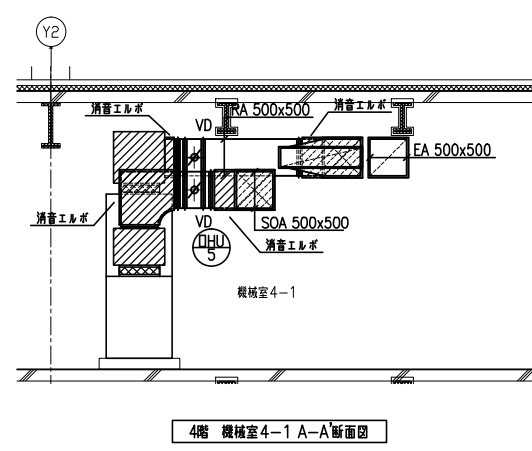 Y2
消音エルボ
RA 500x500
消音エルボ
VD
EA 500x500
消音エルボ
VD
SOA 500x500
消音エルボ
OHU
5
機械室4-1
4階 機械室4-1 A-A'断面図